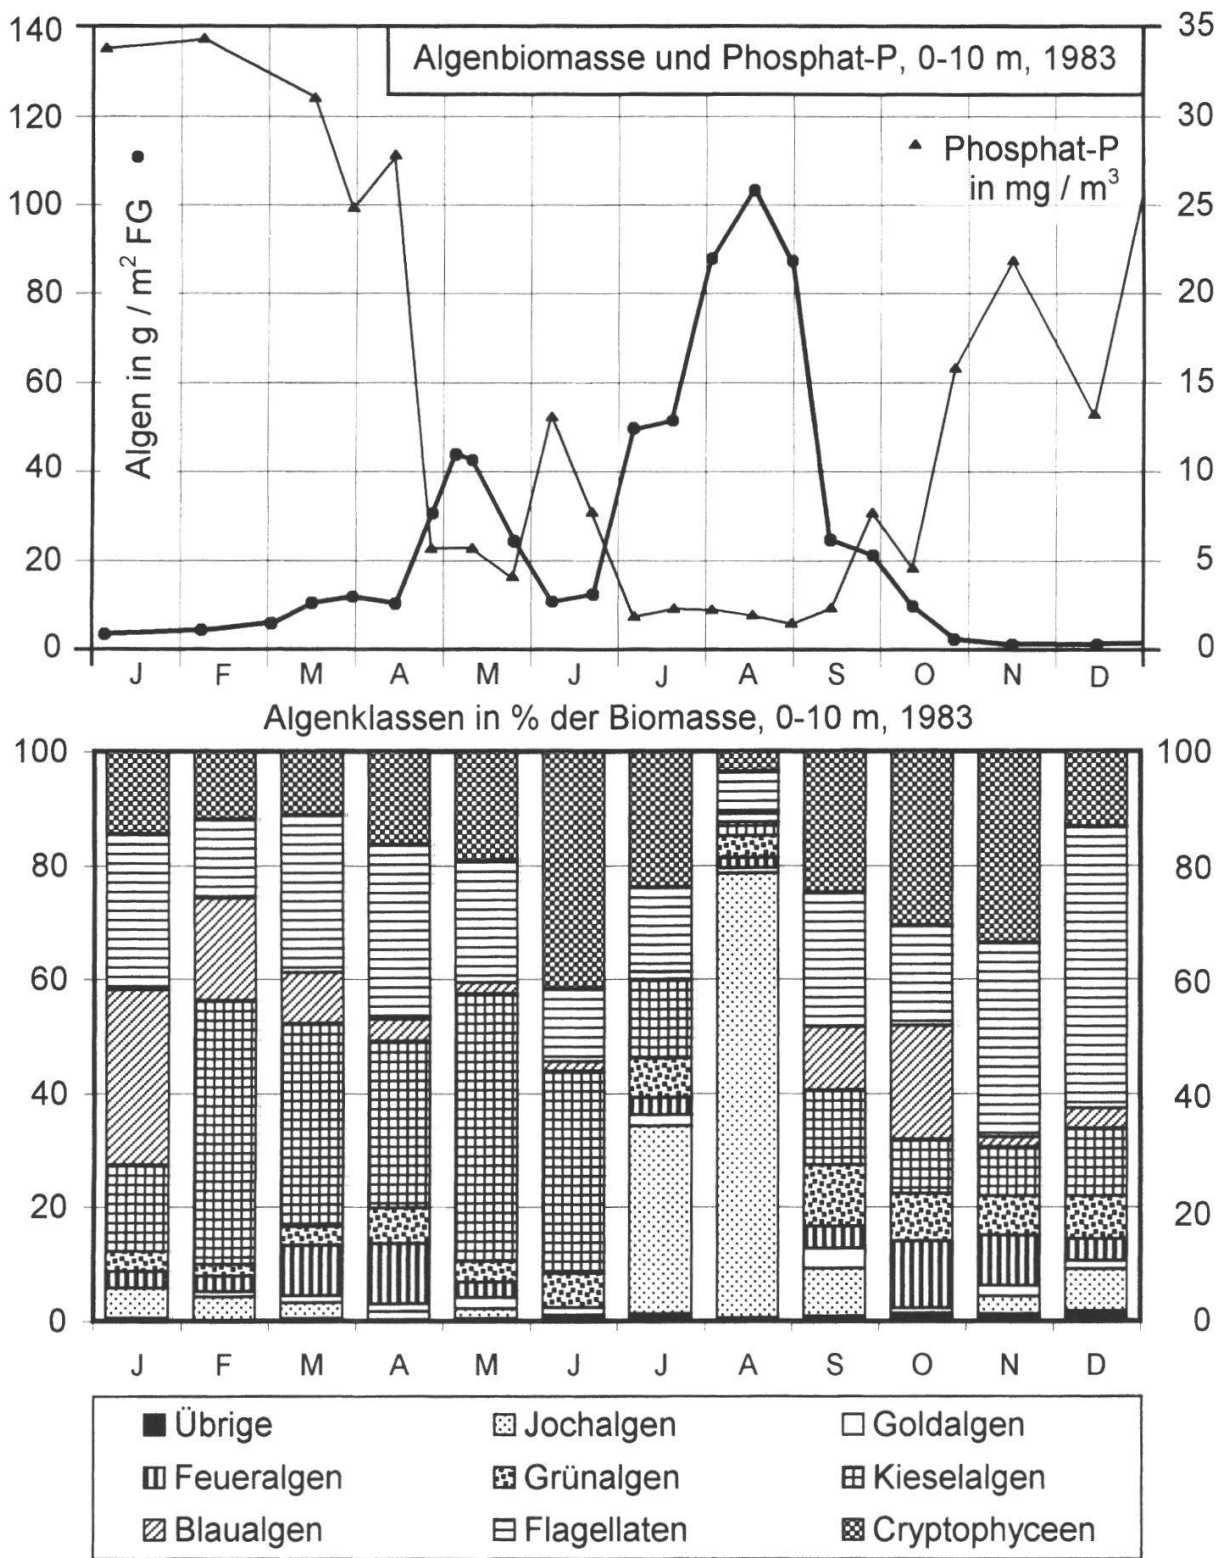 Algenbiomasse und Phosphat-P, 0-10 m, 1983
140
120
100
80
60
40
20
0
Algen in g / m² FG
Phosphat-P
in mg / m³
35
30
25
20
15
10
5
0
J F M A M J J A S O N D
Algenklassen in % der Biomasse, 0-10 m, 1983
100
80
60
40
20
0
100
80
60
40
20
0
J F M A M J J A S O N D
Übrige Jochalgen Goldalgen
Feueralgen Grünalgen Kieselalgen
Blaualgen Flagellaten Cryptophyceen